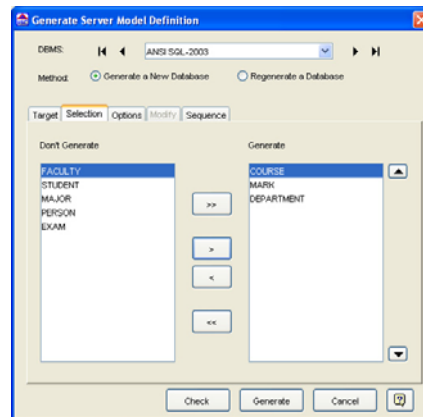 Generate Server Model Definition
DBMS: ANSI SQL-2003
Method: Generate a New Database Regenerate a Database
Target Selection Options Modify Sequence
Don't Generate Generate
FACULTY COURSE
STUDENT MARK
MAJOR DEPARTMENT
PERSON
EXAM
>>
>
<
<<
Check Generate Cancel